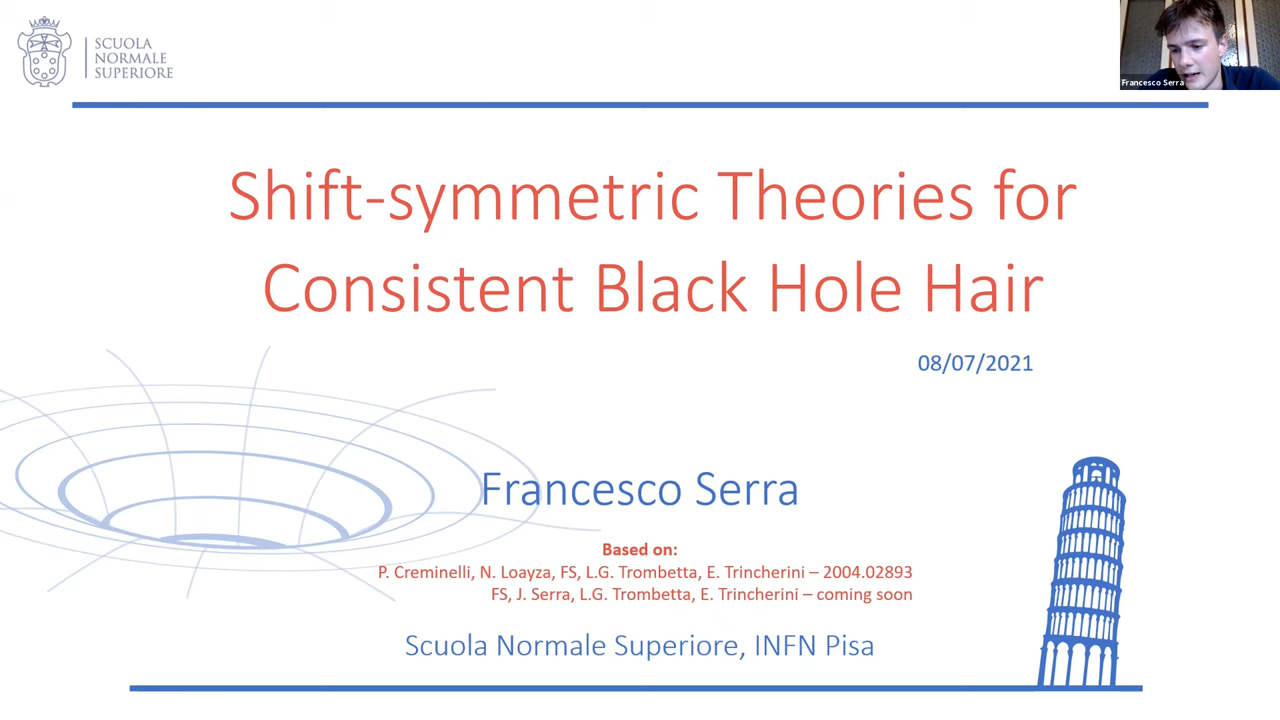 SCUOLA
NORMALE
SUPERIORE
Francesco Serra
Shift-symmetric Theories for
Consistent Black Hole Hair
08/07/2021
Francesco Serra
Based on:
P. Creminelli, N. Loayza, FS, L.G. Trombetta, E. Trincherini – 2004.02893
FS, J. Serra, L.G. Trombetta, E. Trincherini – coming soon
Scuola Normale Superiore, INFN Pisa